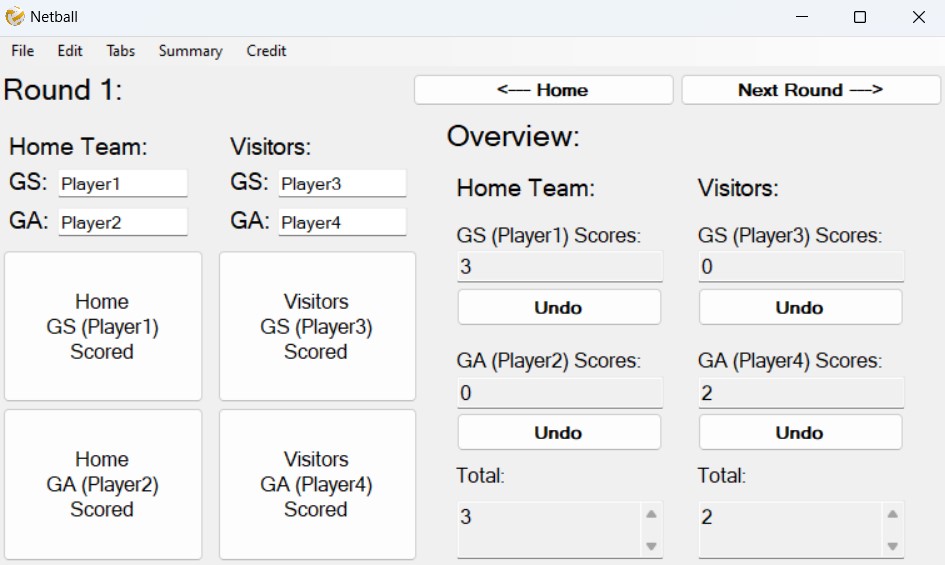 Netball
File Edit Tabs Summary Credit
Round 1:
<--- Home
Next Round --->
Home Team:
GS: Player1
GA: Player2
Visitors:
GS: Player3
GA: Player4
Home
GS (Player1)
Scored
Visitors
GS (Player3)
Scored
Home
GA (Player2)
Scored
Visitors
GA (Player4)
Scored
Overview:
Home Team:
GS (Player1) Scores:
3
Undo
GA (Player2) Scores:
0
Undo
Total:
3
Visitors:
GS (Player3) Scores:
0
Undo
GA (Player4) Scores:
2
Undo
Total:
2